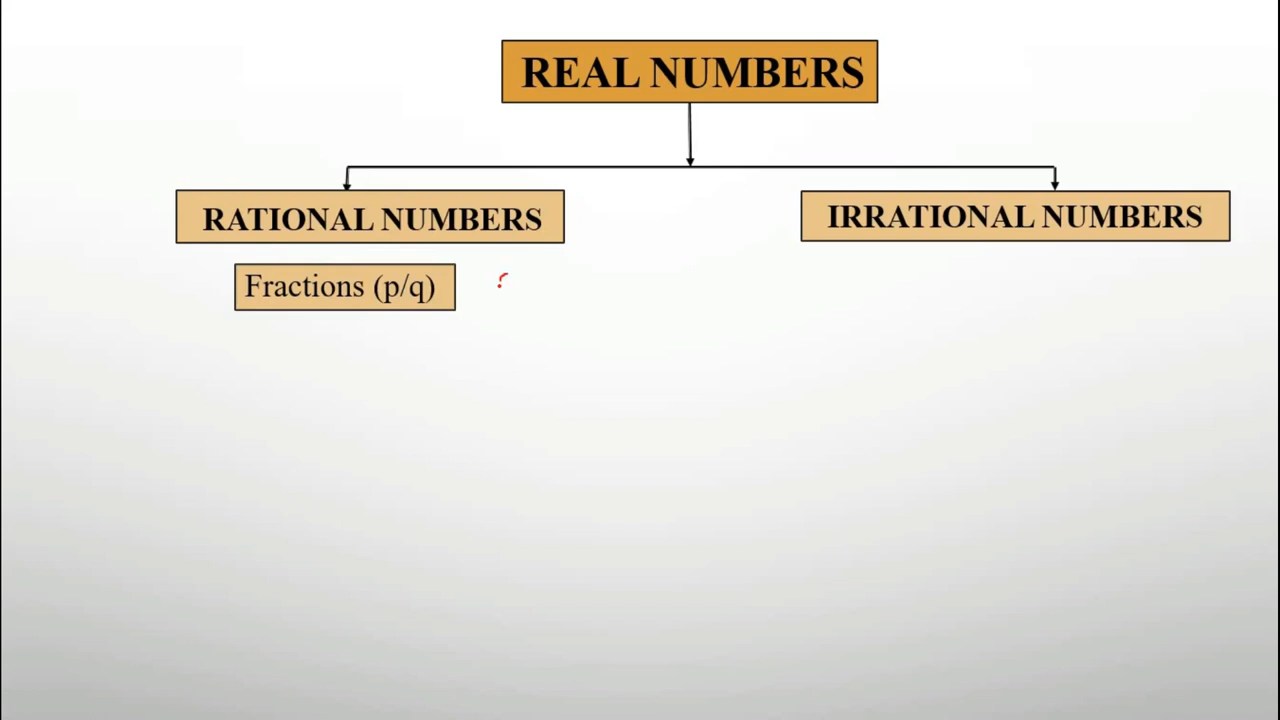 REAL NUMBERS
RATIONAL NUMBERS
IRRATIONAL NUMBERS
Fractions (p/q)